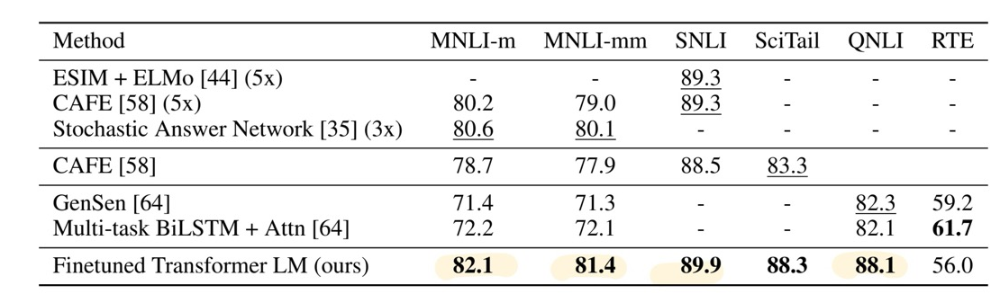 Method MNLI-m MNLI-mm SNLI SciTail QNLI RTE
ESIM + ELMo [44] (5x) - - 89.3 - - -
CAFE [58] (5x) 80.2 79.0 89.3 - - -
Stochastic Answer Network [35] (3x) 80.6 80.1 - - - -
CAFE [58] 78.7 77.9 88.5 83.3
GenSen [64] 71.4 71.3 - - 82.3 59.2
Multi-task BiLSTM + Attn [64] 72.2 72.1 - - 82.1 61.7
Finetuned Transformer LM (ours) 82.1 81.4 89.9 88.3 88.1 56.0